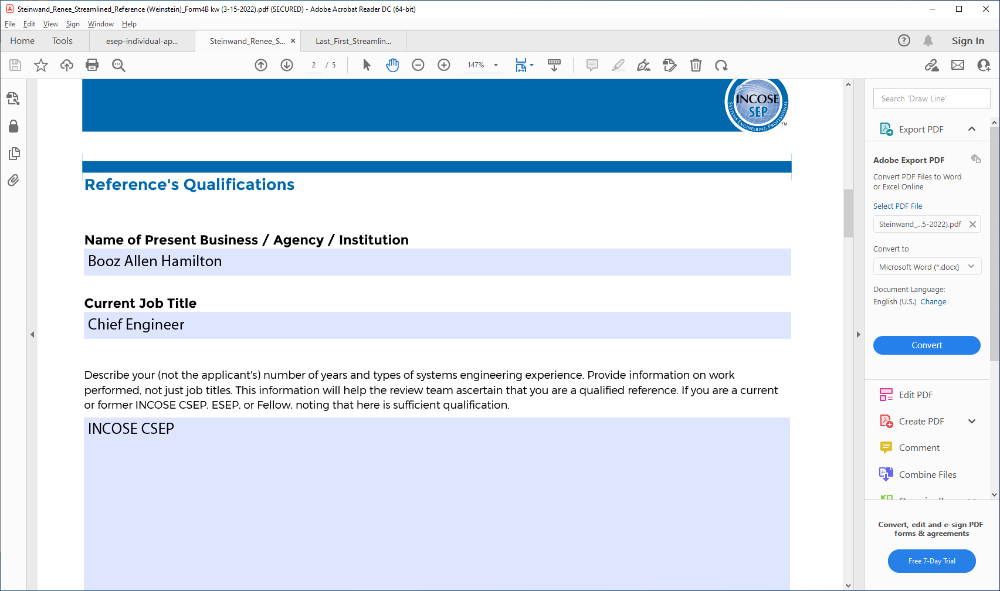 Steinwand_Renee_Streamlined_Reference (Weinstein)_Form4B kw (3-15-2022).pdf (SECURED) - Adobe Acrobat Reader DC (64-bit)
File Edit View Sign Window Help
Home Tools esep-individual-ap... Steinwand_Renee_S... Last_First_Streamlin... Sign In
2 / 5 147%
INCOSE
SEP
SYSTEMS ENGINEERING PROFESSIONAL
TM
Reference's Qualifications
Name of Present Business / Agency / Institution
Booz Allen Hamilton
Current Job Title
Chief Engineer
Describe your (not the applicant's) number of years and types of systems engineering experience. Provide information on work
performed, not just job titles. This information will help the review team ascertain that you are a qualified reference. If you are a current
or former INCOSE CSEP, ESEP, or Fellow, noting that here is sufficient qualification.
INCOSE CSEP
Search 'Draw Line'
Export PDF
Adobe Export PDF
Convert PDF Files to Word
or Excel Online
Select PDF File
Steinwand_...5-2022).pdf
Convert to
Microsoft Word (*.docx)
Document Language:
English (U.S.) Change
Convert
Edit PDF
Create PDF
Comment
Combine Files
Convert, edit and e-sign PDF
forms & agreements
Free 7-Day Trial